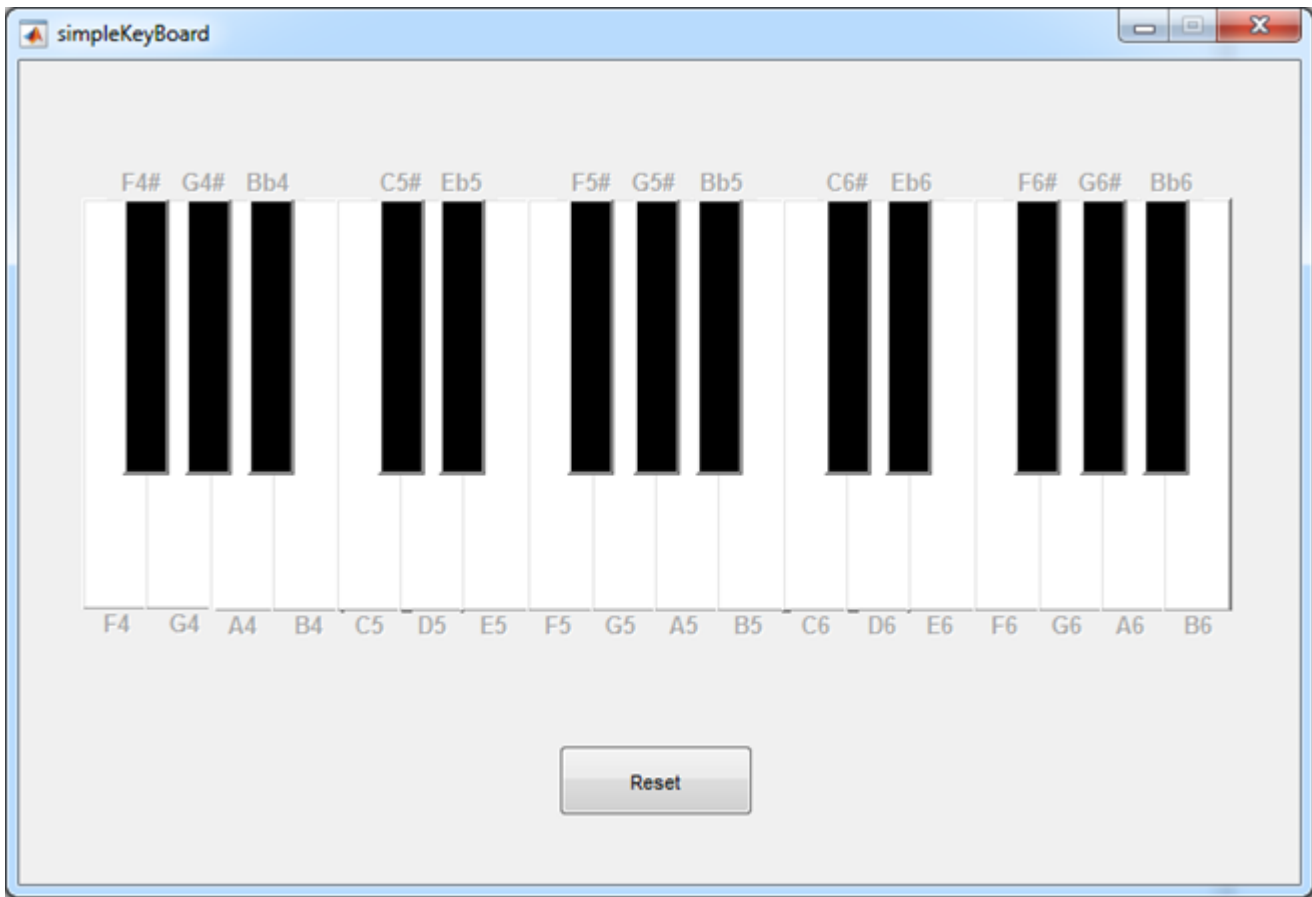 simpleKeyBoard
F4# G4# Bb4 C5# Eb5 F5# G5# Bb5 C6# Eb6 F6# G6# Bb6
F4 G4 A4 B4 C5 D5 E5 F5 G5 A5 B5 C6 D6 E6 F6 G6 A6 B6
Reset